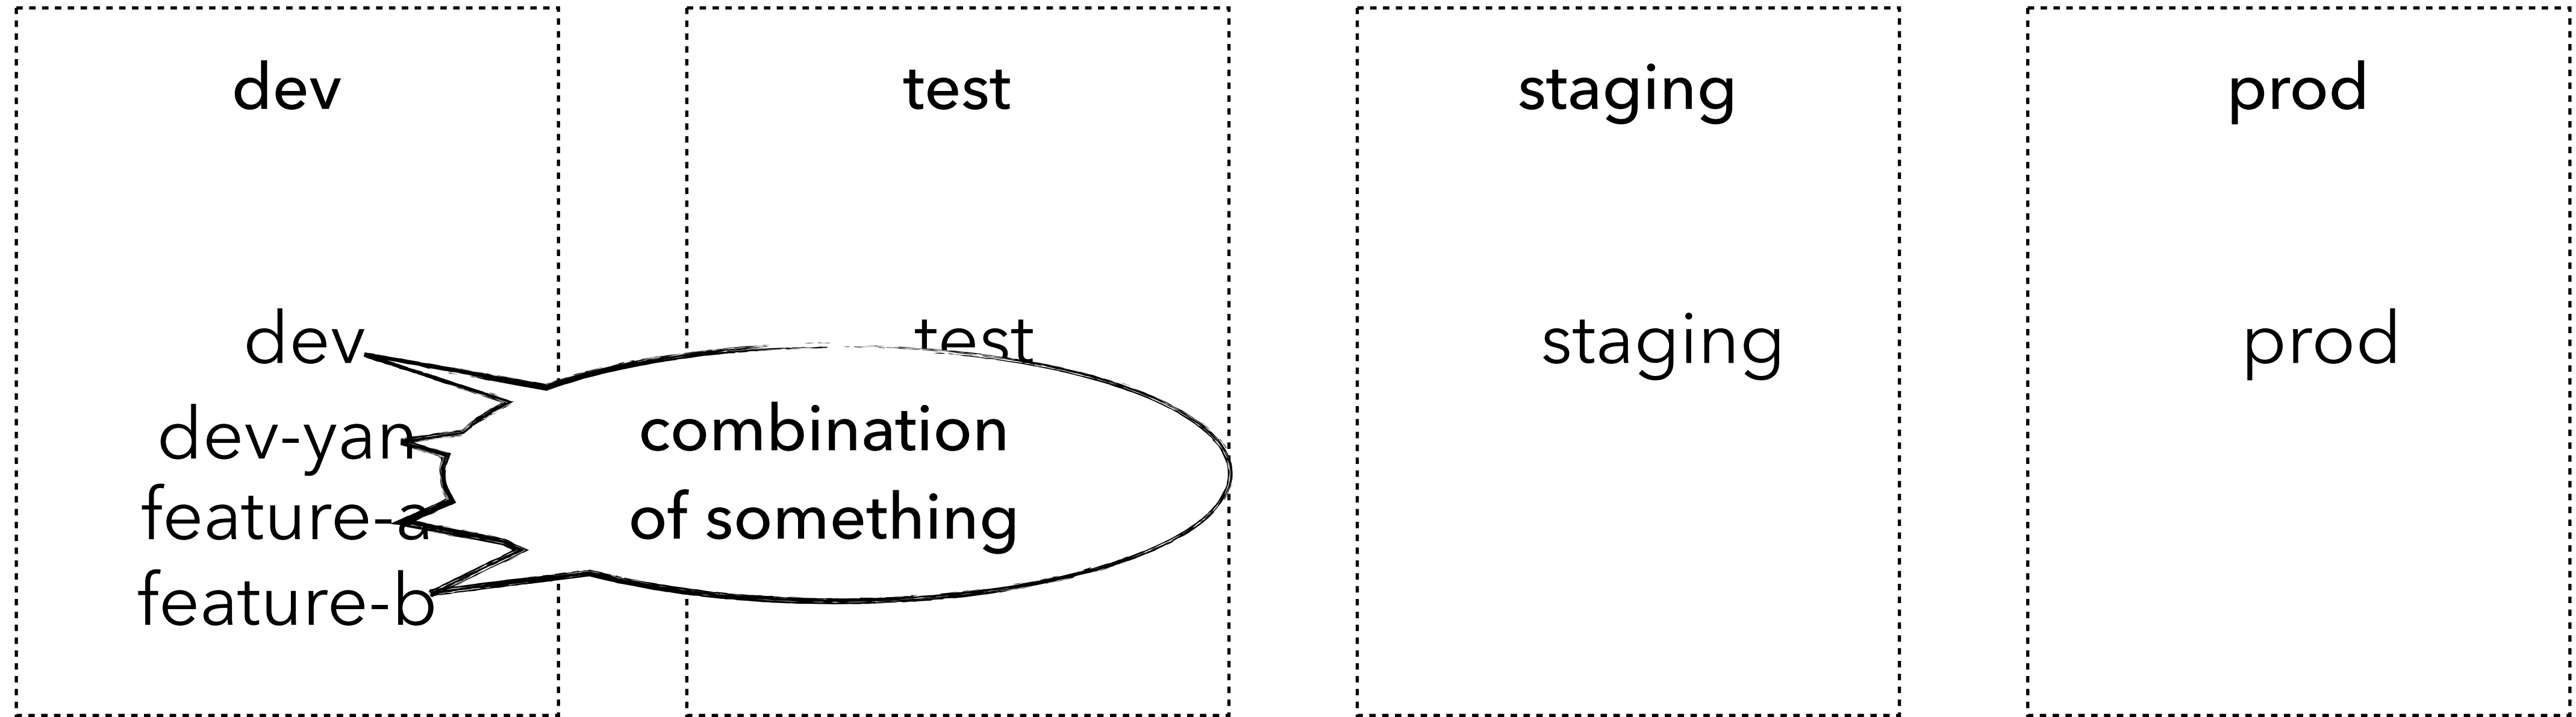 dev
test
staging
prod
dev
test
staging
prod
dev-yan
feature-a
feature-b
combination
of something